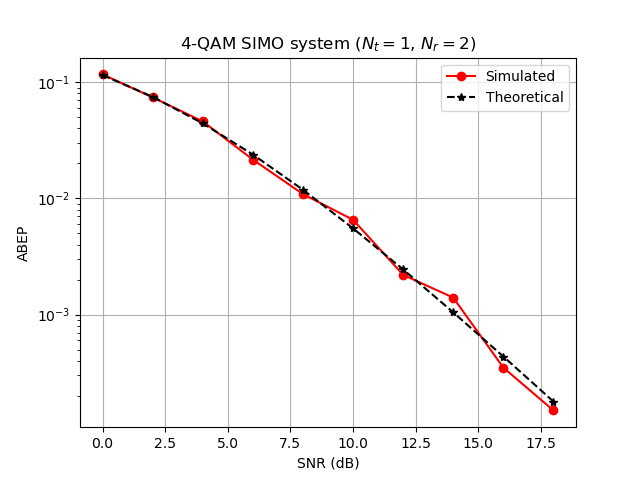 4-QAM SIMO system (Nₜ = 1, Nᵣ = 2)
Simulated
Theoretical
ABEP
10⁻¹
10⁻²
10⁻³
0.0 2.5 5.0 7.5 10.0 12.5 15.0 17.5
SNR (dB)